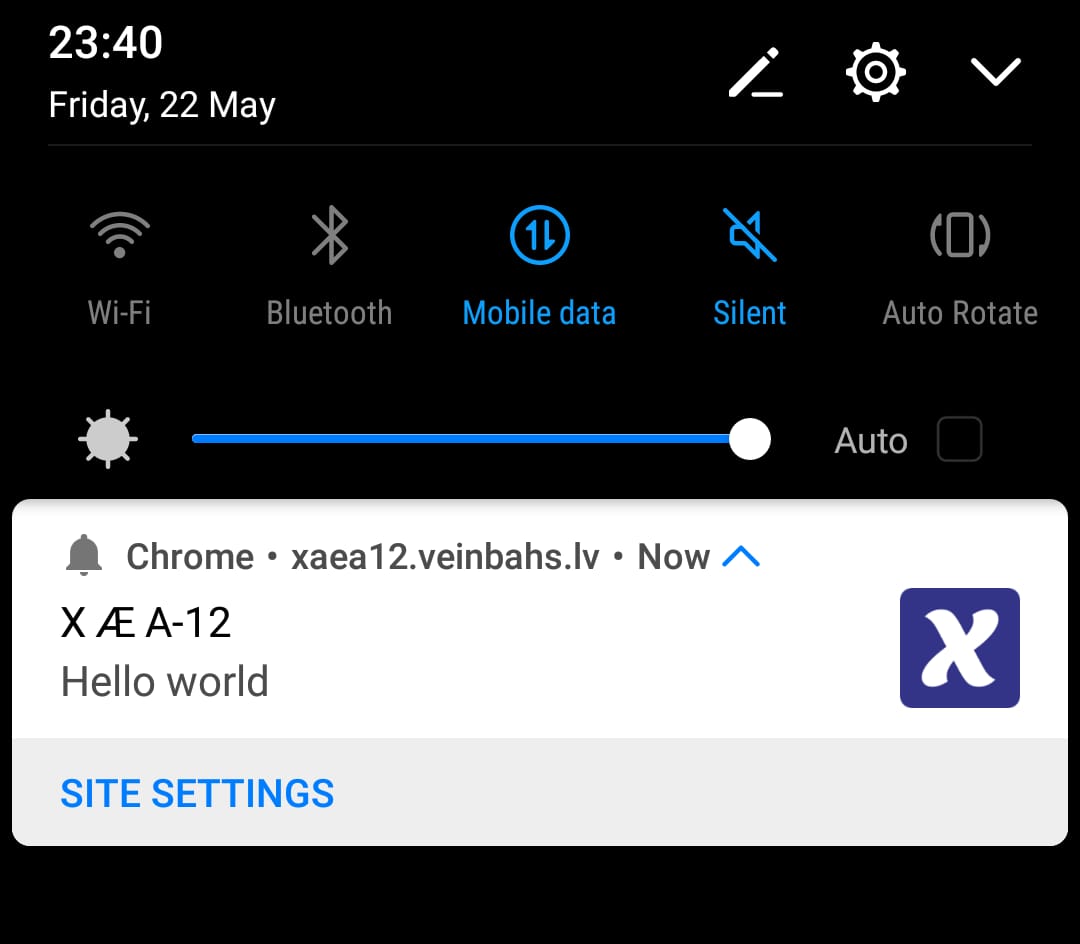 23:40
Friday, 22 May
Wi-Fi Bluetooth Mobile data Silent Auto Rotate
Auto
Chrome • xaea12.veinbahs.lv • Now
X Æ A-12
Hello world
X
SITE SETTINGS